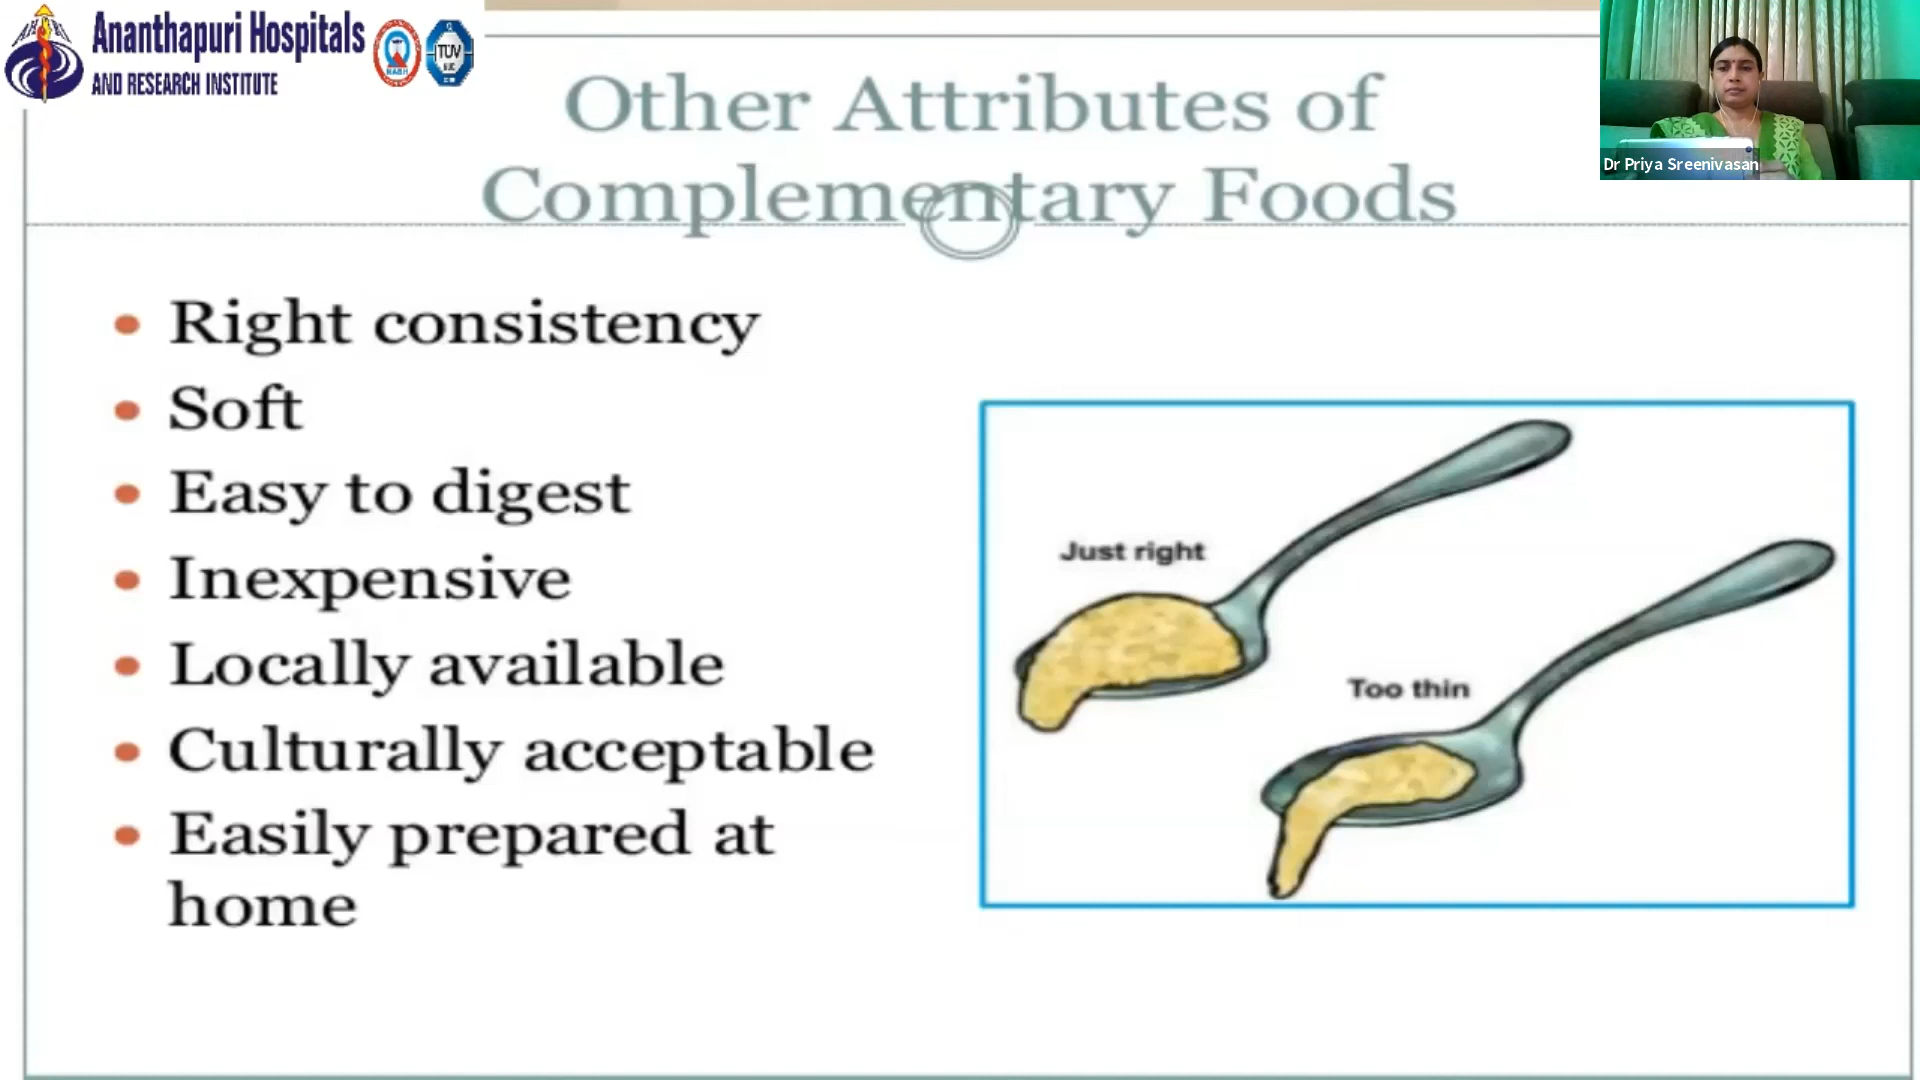 Ananthapuri Hospitals
AND RESEARCH INSTITUTE
NABH
TUV
Other Attributes of
Complementary Foods
Dr Priya Sreenivasan
• Right consistency
• Soft
• Easy to digest
• Inexpensive
• Locally available
• Culturally acceptable
• Easily prepared at
home
Just right
Too thin